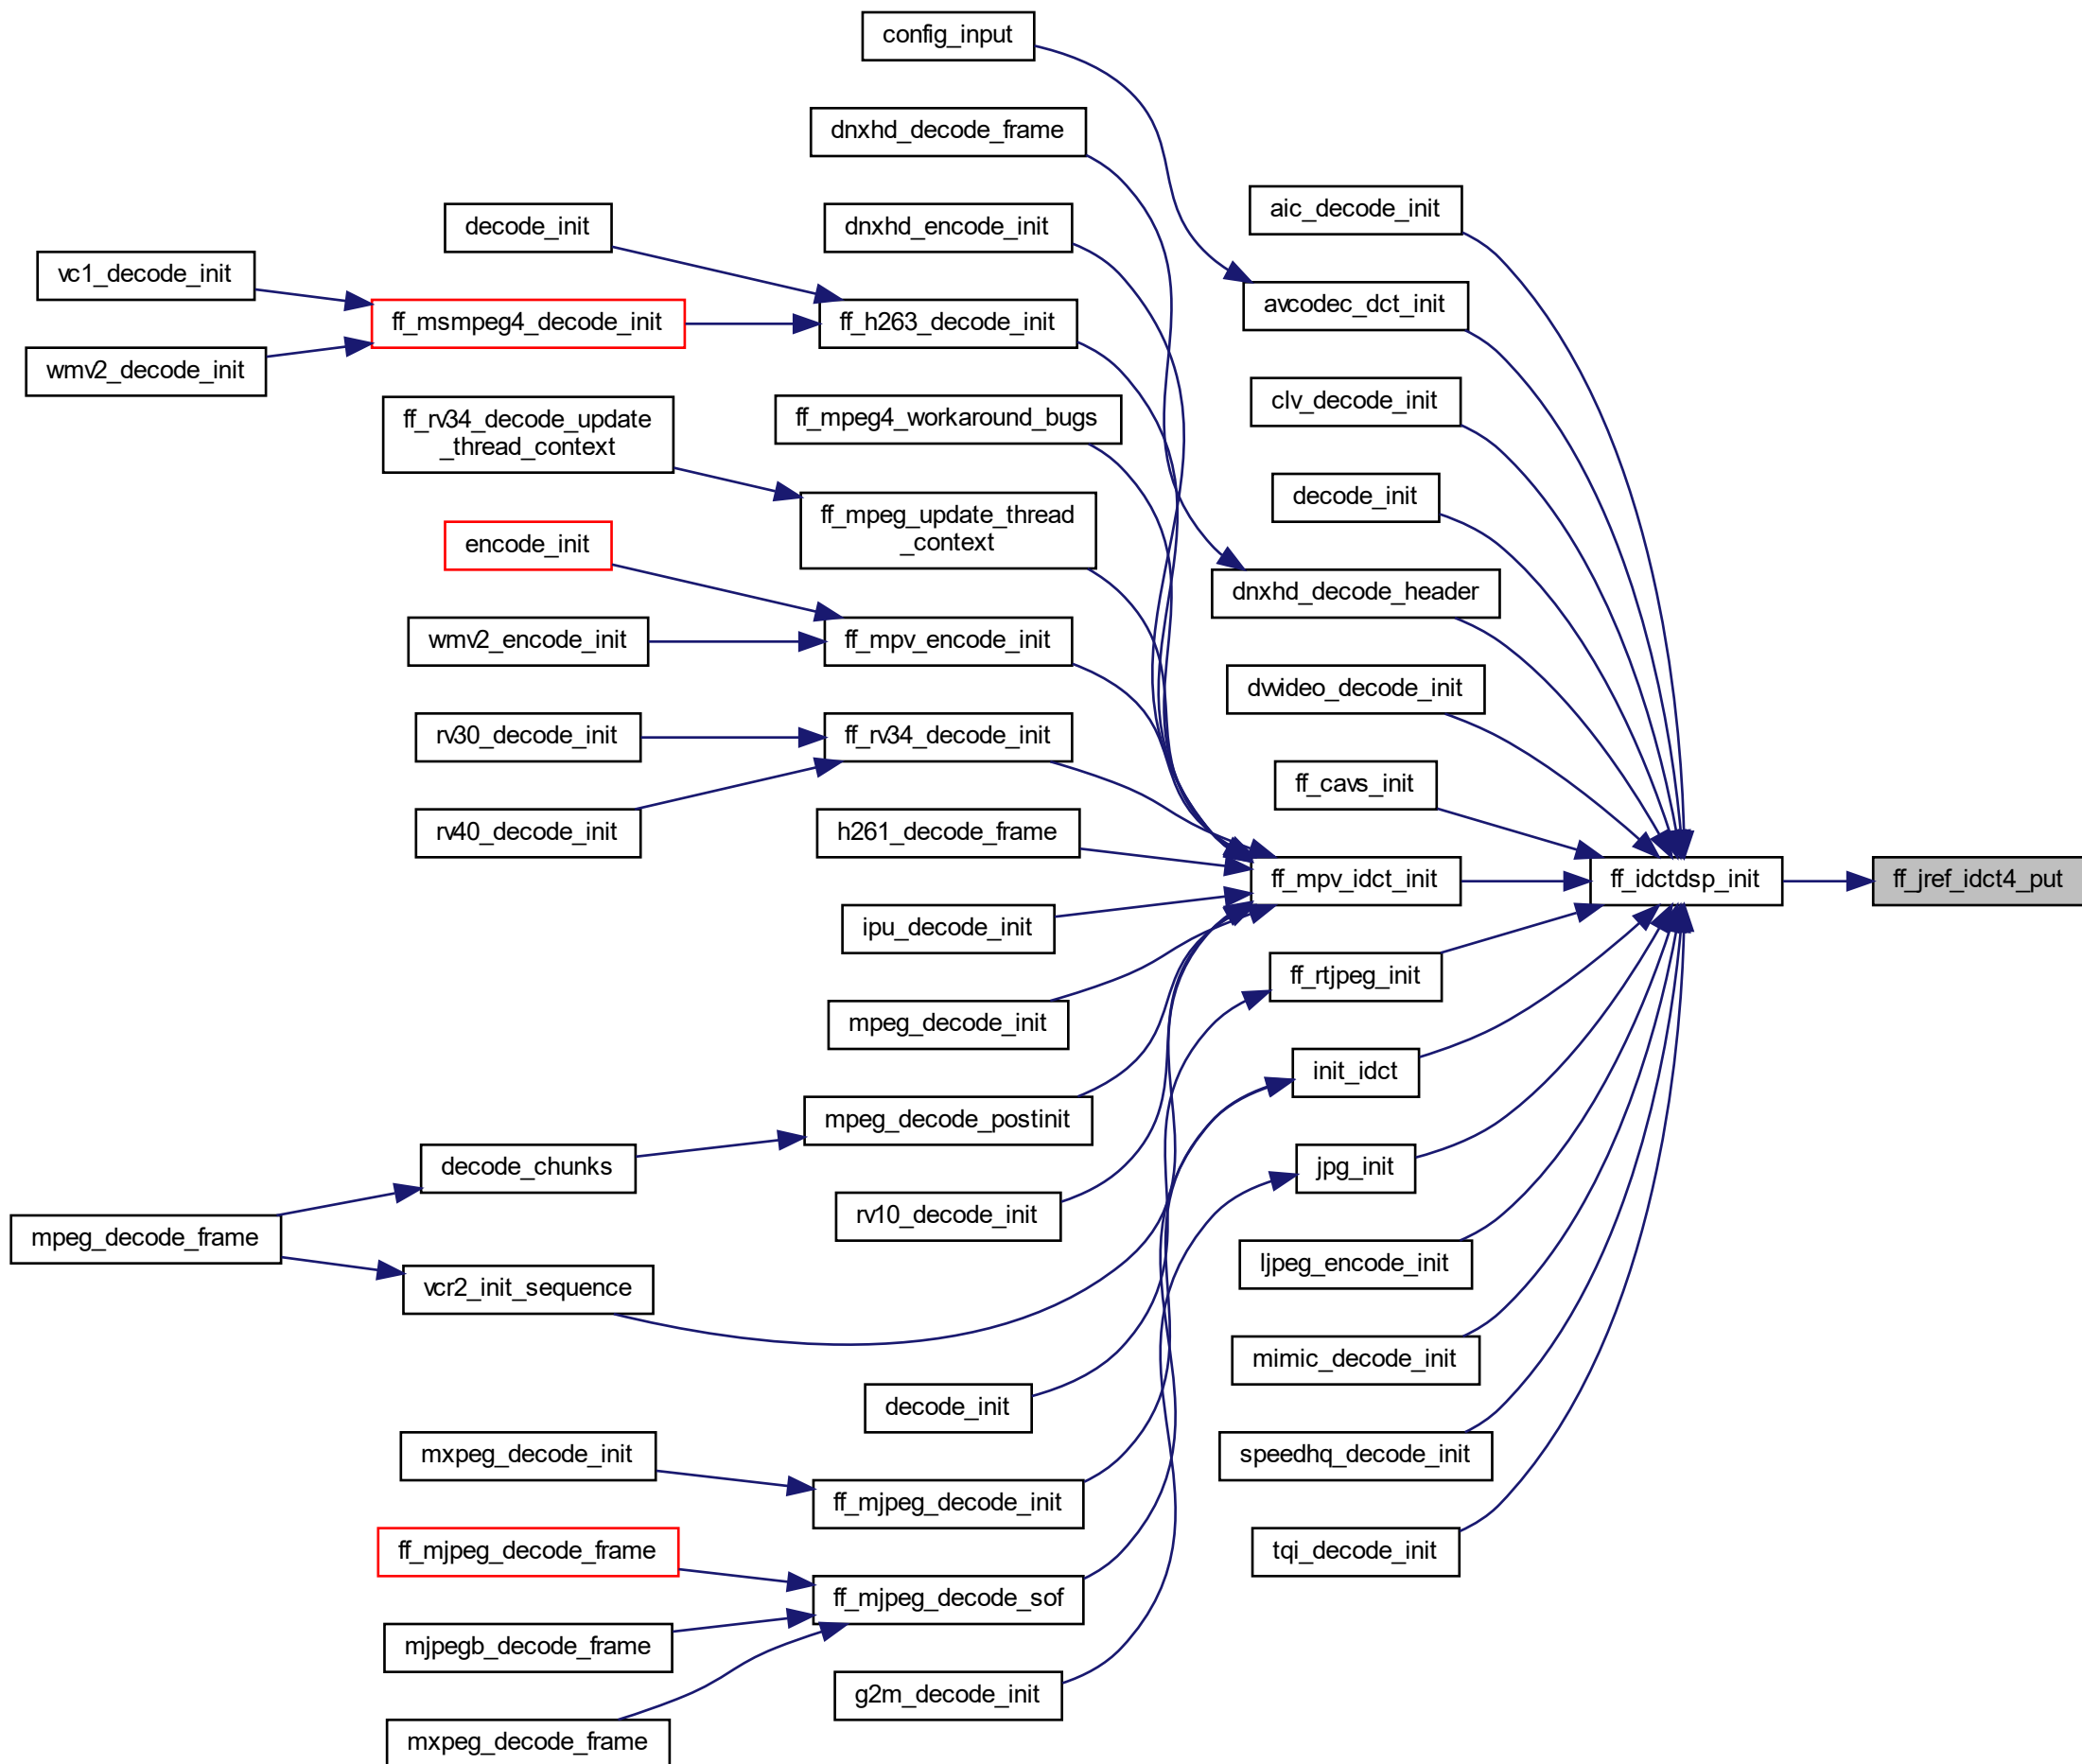 config_input
dnxhd_decode_frame
aic_decode_init
decode_init
dnxhd_encode_init
vc1_decode_init
avcodec_dct_init
ff_msmpeg4_decode_init
ff_h263_decode_init
wmv2_decode_init
clv_decode_init
ff_rv34_decode_update
_thread_context
ff_mpeg4_workaround_bugs
decode_init
ff_mpeg_update_thread
_context
encode_init
dnxhd_decode_header
wmv2_encode_init
ff_mpv_encode_init
dwideo_decode_init
rv30_decode_init
ff_rv34_decode_init
ff_cavs_init
rv40_decode_init
h261_decode_frame
ff_mpv_idct_init
ff_idctdsp_init
ff_jref_idct4_put
ipu_decode_init
ff_rtjpeg_init
mpeg_decode_init
init_idct
mpeg_decode_postinit
decode_chunks
jpg_init
rv10_decode_init
mpeg_decode_frame
ljpeg_encode_init
vcr2_init_sequence
mimic_decode_init
decode_init
mxpeg_decode_init
speedhq_decode_init
ff_mjpeg_decode_init
ff_mjpeg_decode_frame
tqi_decode_init
ff_mjpeg_decode_sof
mjpegb_decode_frame
g2m_decode_init
mxpeg_decode_frame